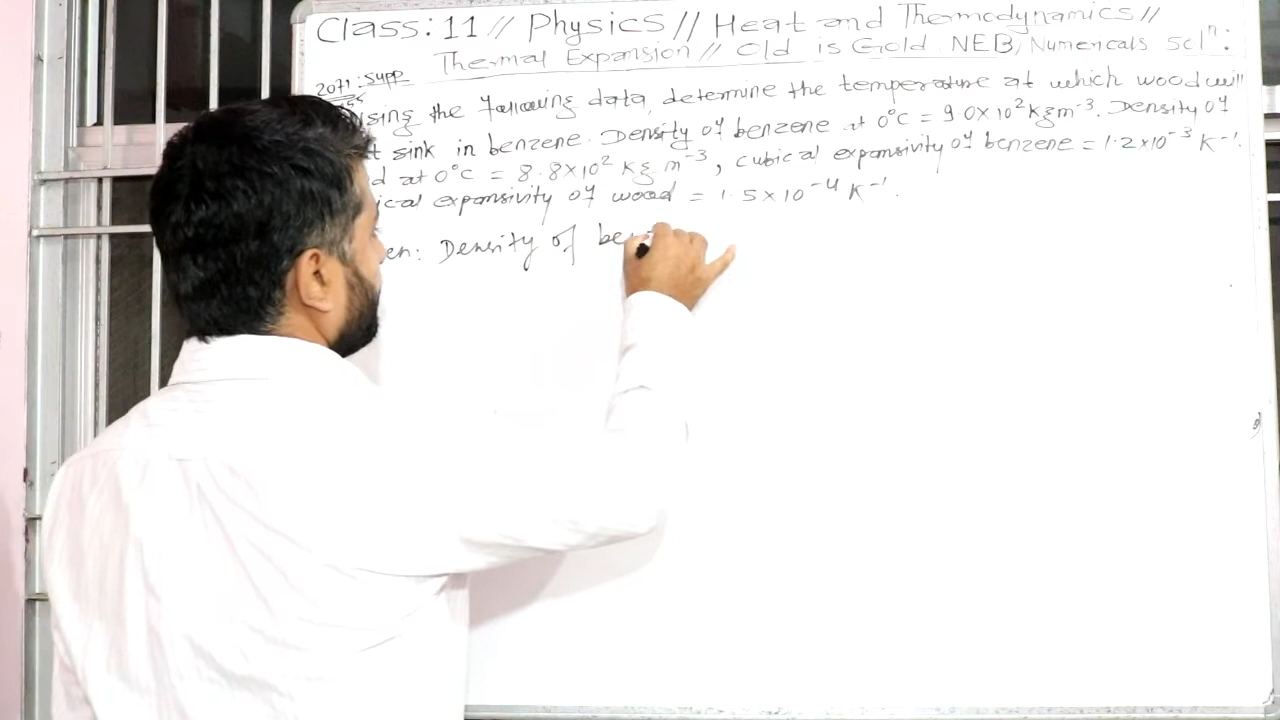 Class: 11 // Physics // Heat and Thermodynamics //
Thermal Expansion // Old is Gold NEB, Numericals Solⁿ:
2071 : Supp
sing the following data, determine the temperature at which wood will
t sink in benzene. Density of benzene at 0°C = 9.0×10² kg m⁻³. Density of
d at 0°C = 8.8×10² kg m⁻³, cubical expansivity of benzene = 1.2×10⁻³ K⁻¹.
ical expansivity of wood = 1.5×10⁻⁴ K⁻¹.
en: Density of ben